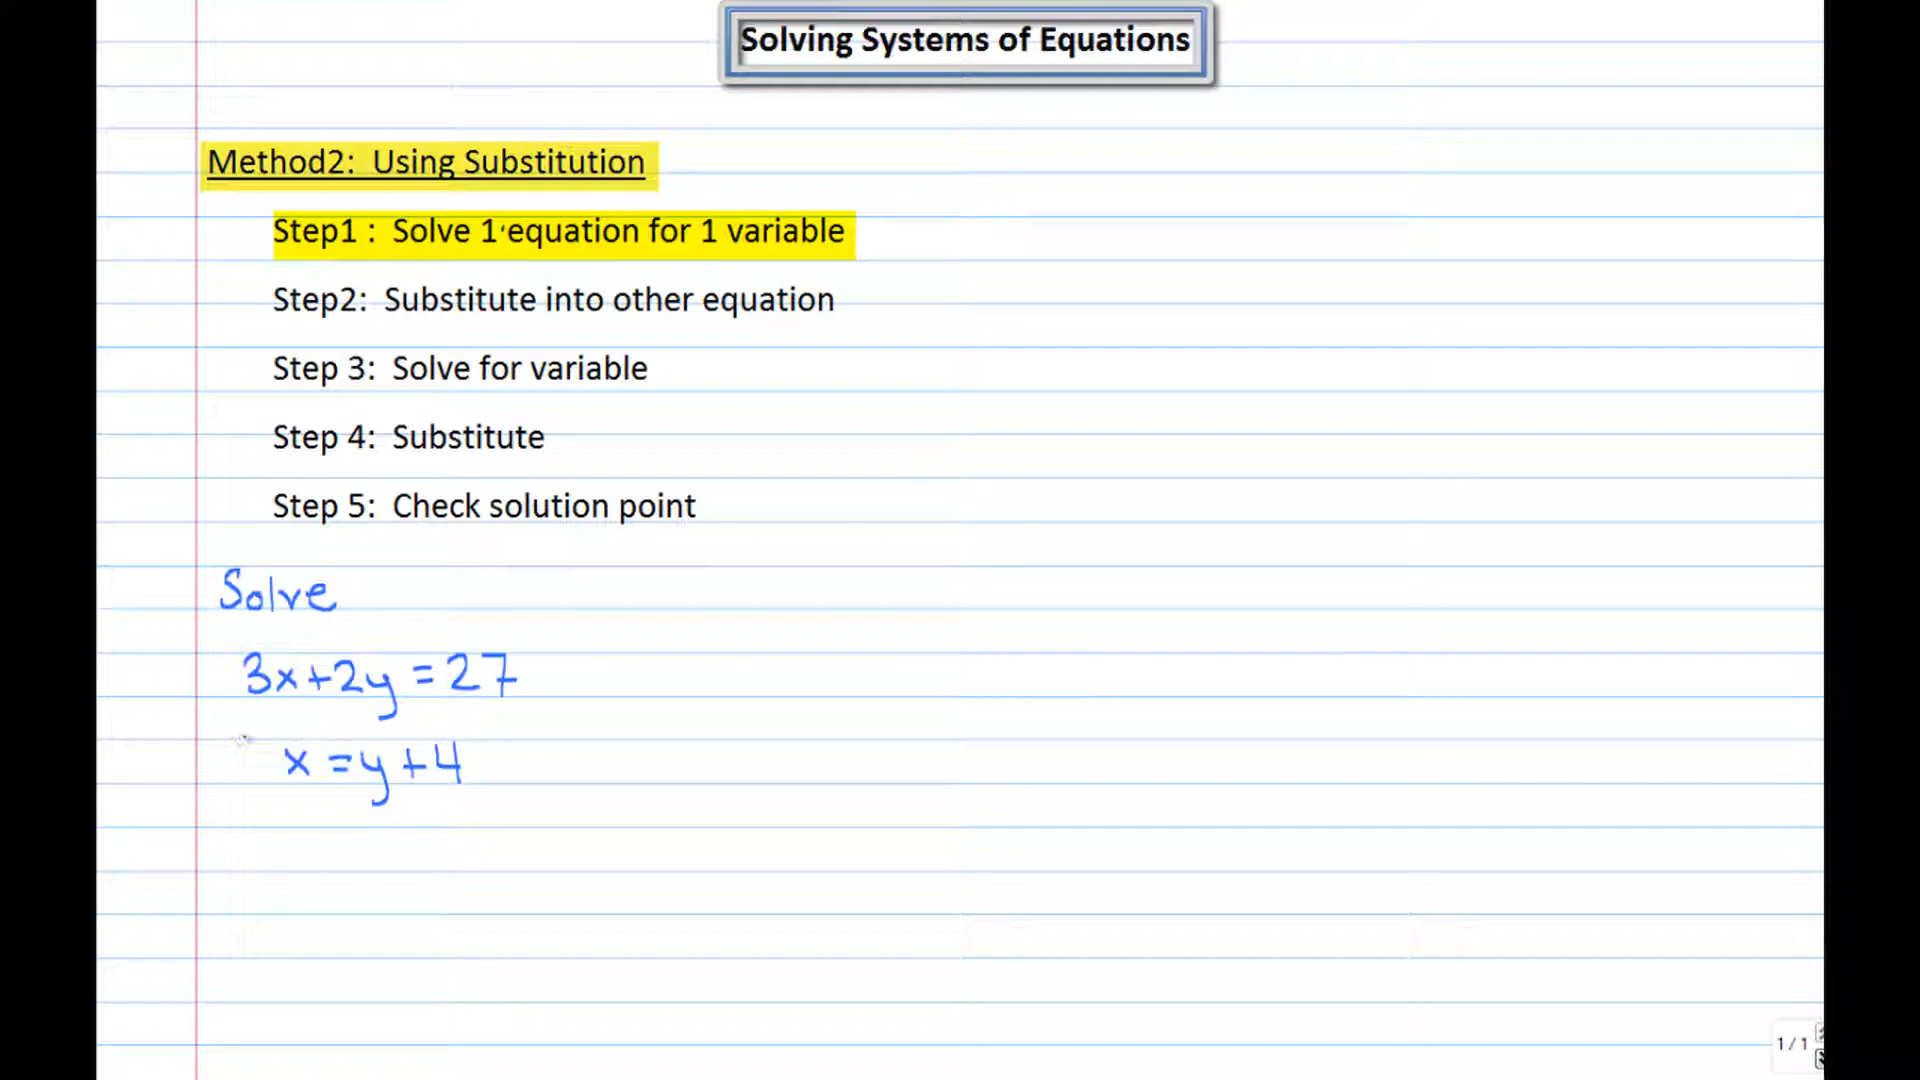 Solving Systems of Equations
Method2: Using Substitution
Step1 : Solve 1 equation for 1 variable
Step2: Substitute into other equation
Step 3: Solve for variable
Step 4: Substitute
Step 5: Check solution point
Solve
3x+2y=27
x=y+4
1/1